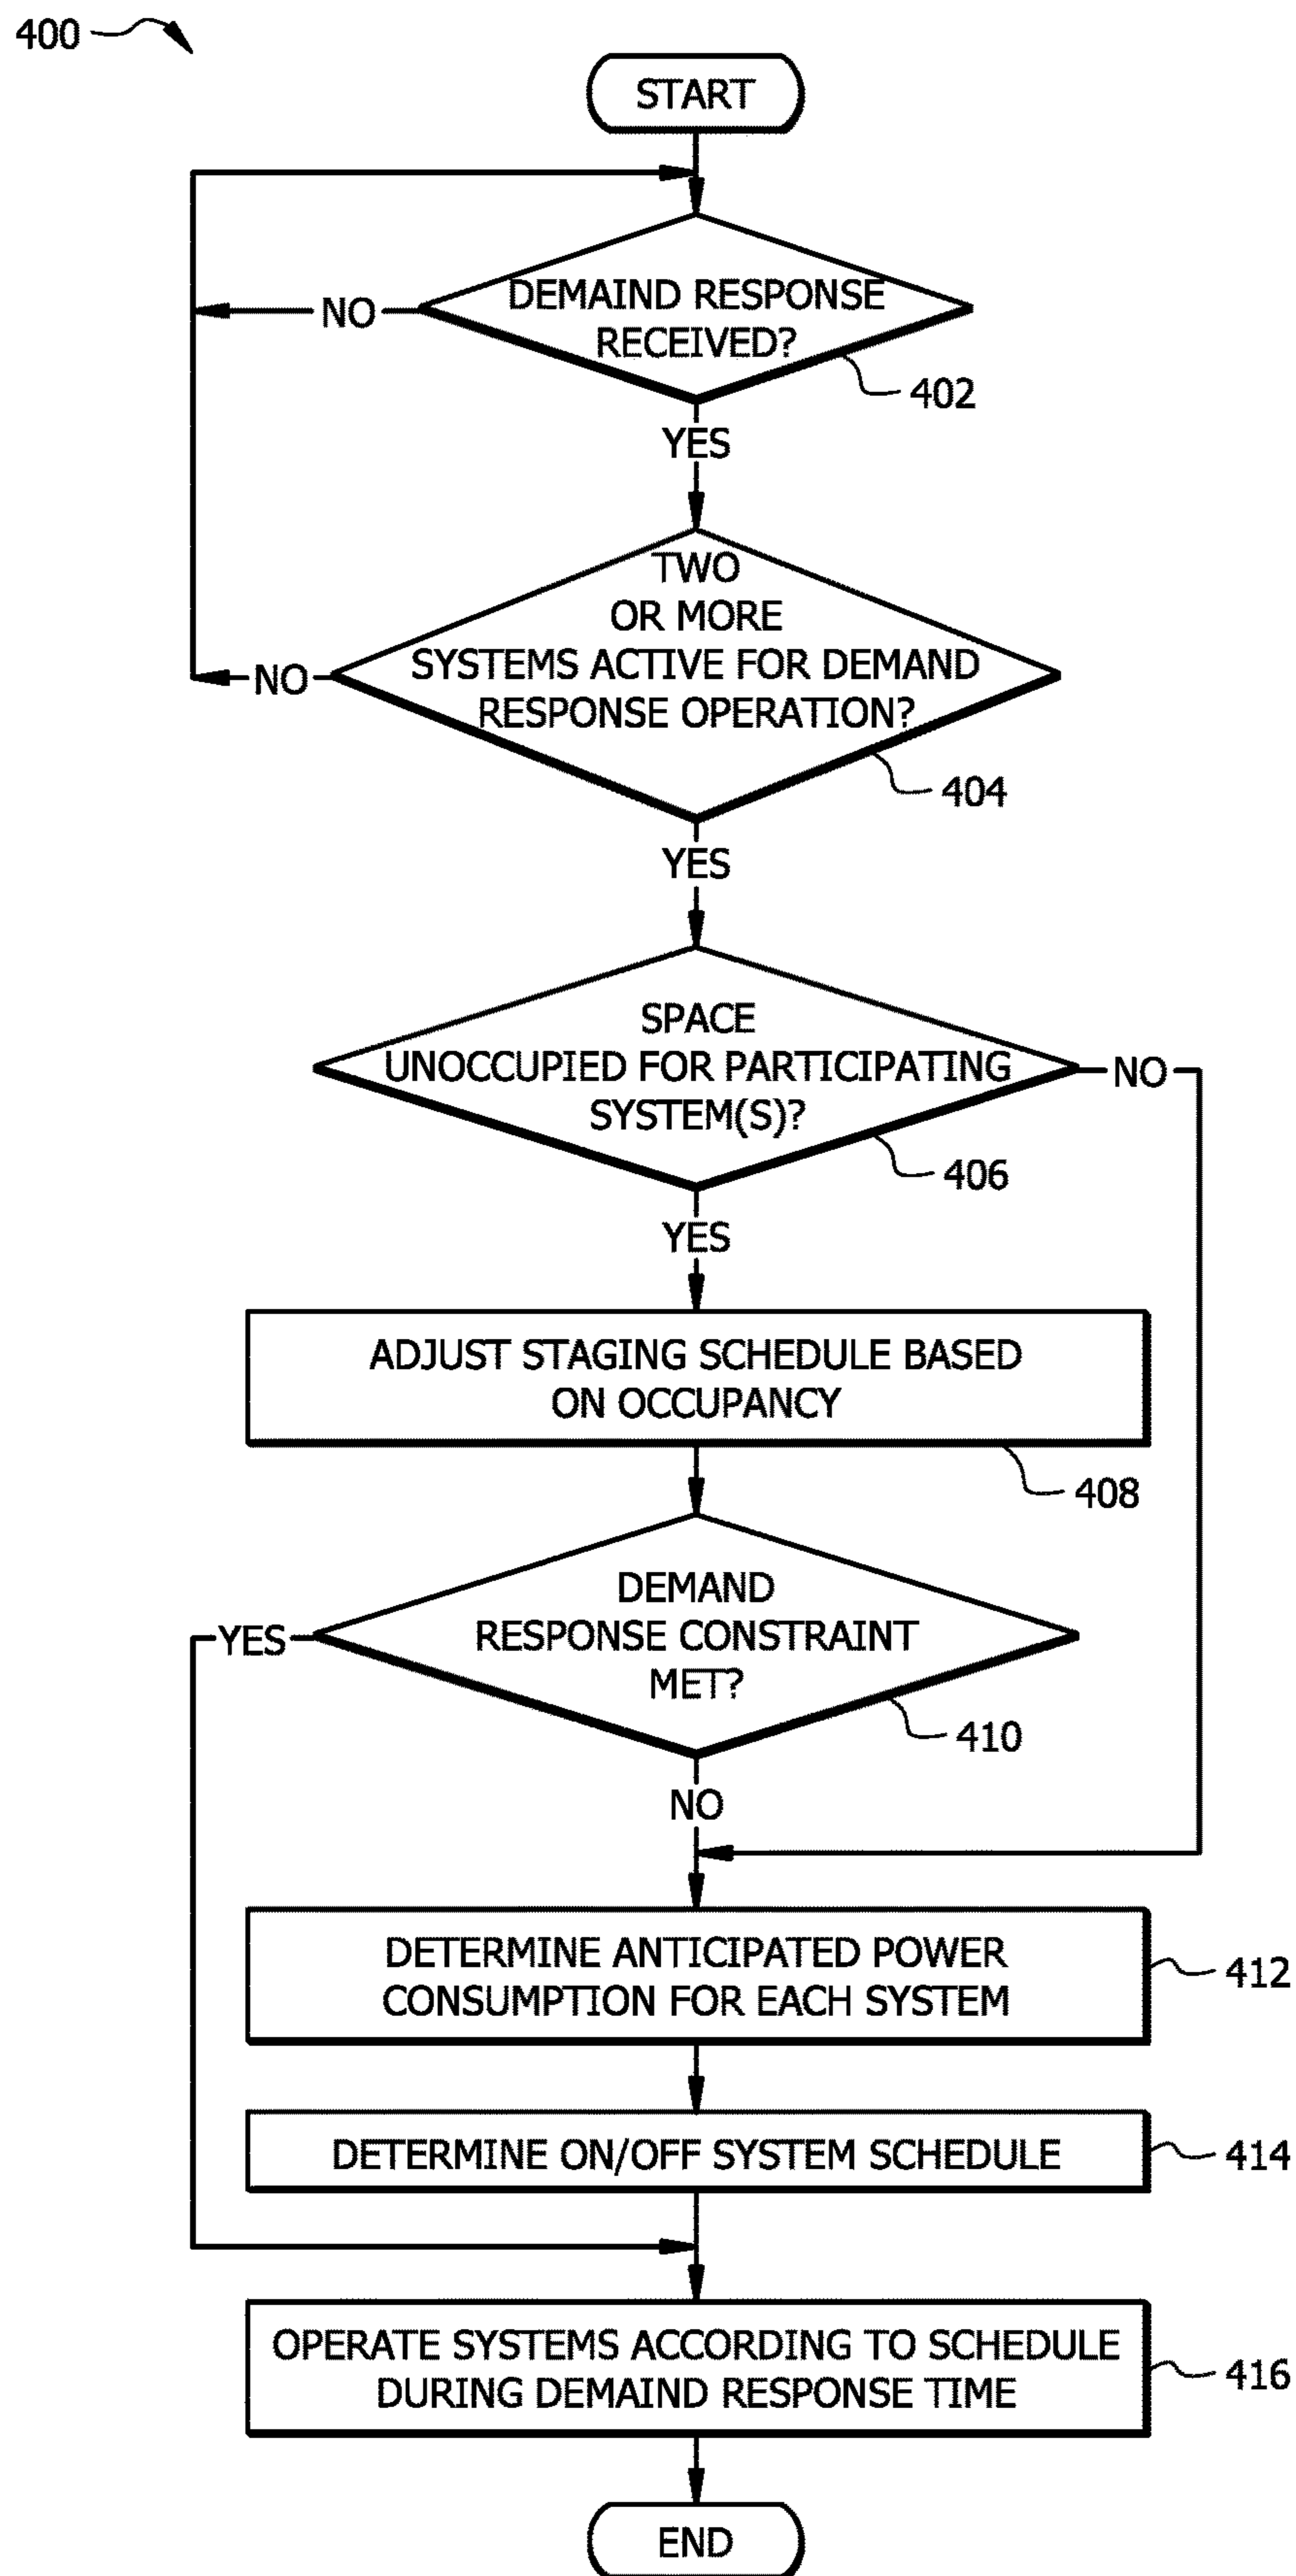 400
START
DEMAIND RESPONSE
RECEIVED?
NO
402
YES
TWO
OR MORE
SYSTEMS ACTIVE FOR DEMAND
RESPONSE OPERATION?
NO
404
YES
SPACE
UNOCCUPIED FOR PARTICIPATING
SYSTEM(S)?
NO
406
YES
ADJUST STAGING SCHEDULE BASED
ON OCCUPANCY
408
DEMAND
RESPONSE CONSTRAINT
MET?
YES
410
NO
DETERMINE ANTICIPATED POWER
CONSUMPTION FOR EACH SYSTEM
412
DETERMINE ON/OFF SYSTEM SCHEDULE
414
OPERATE SYSTEMS ACCORDING TO SCHEDULE
DURING DEMAIND RESPONSE TIME
416
END